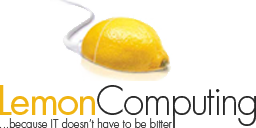 LemonComputing
...because IT doesn't have to be bitter